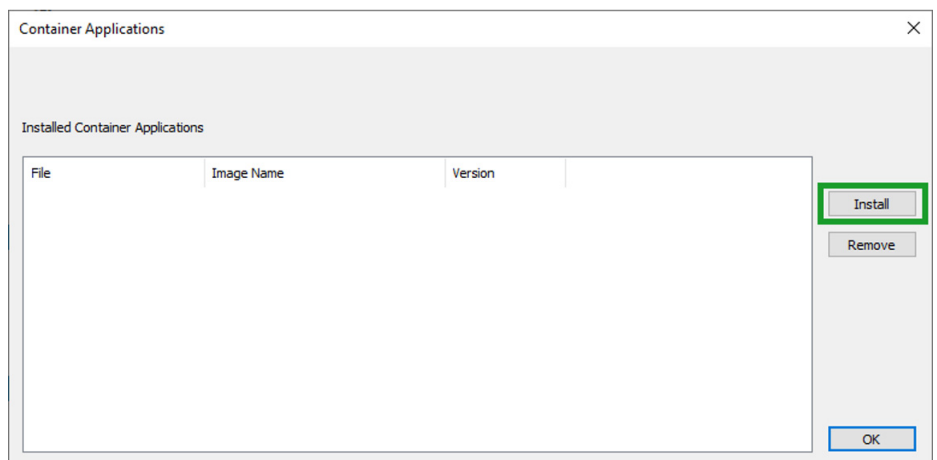 Container Applications
Installed Container Applications
File Image Name Version
Install
Remove
OK